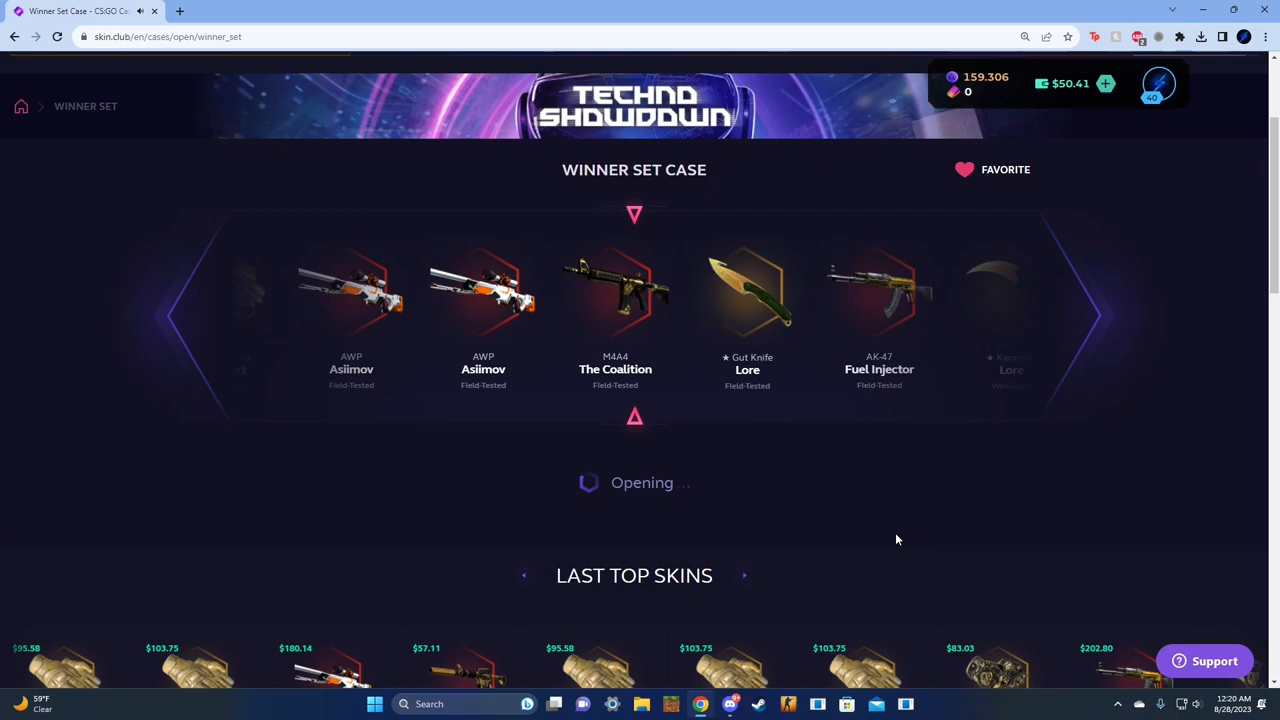 Winner Set Case - CS:GO Ca
skin.club/en/cases/open/winner_set
WINNER SET
TECHNO
SHOWDOWN
159.306
0
$50.41
40
WINNER SET CASE
FAVORITE
AWP
Asiimov
Field-Tested
AWP
Asiimov
Field-Tested
M4A4
The Coalition
Field-Tested
★ Gut Knife
Lore
Field-Tested
AK-47
Fuel Injector
Field-Tested
Lore
Opening ...
LAST TOP SKINS
$95.58
$103.75
$180.14
$57.11
$95.58
$103.75
$103.75
$83.03
$202.80
Support
59°F
Clear
Search
12:20 AM
8/28/2023